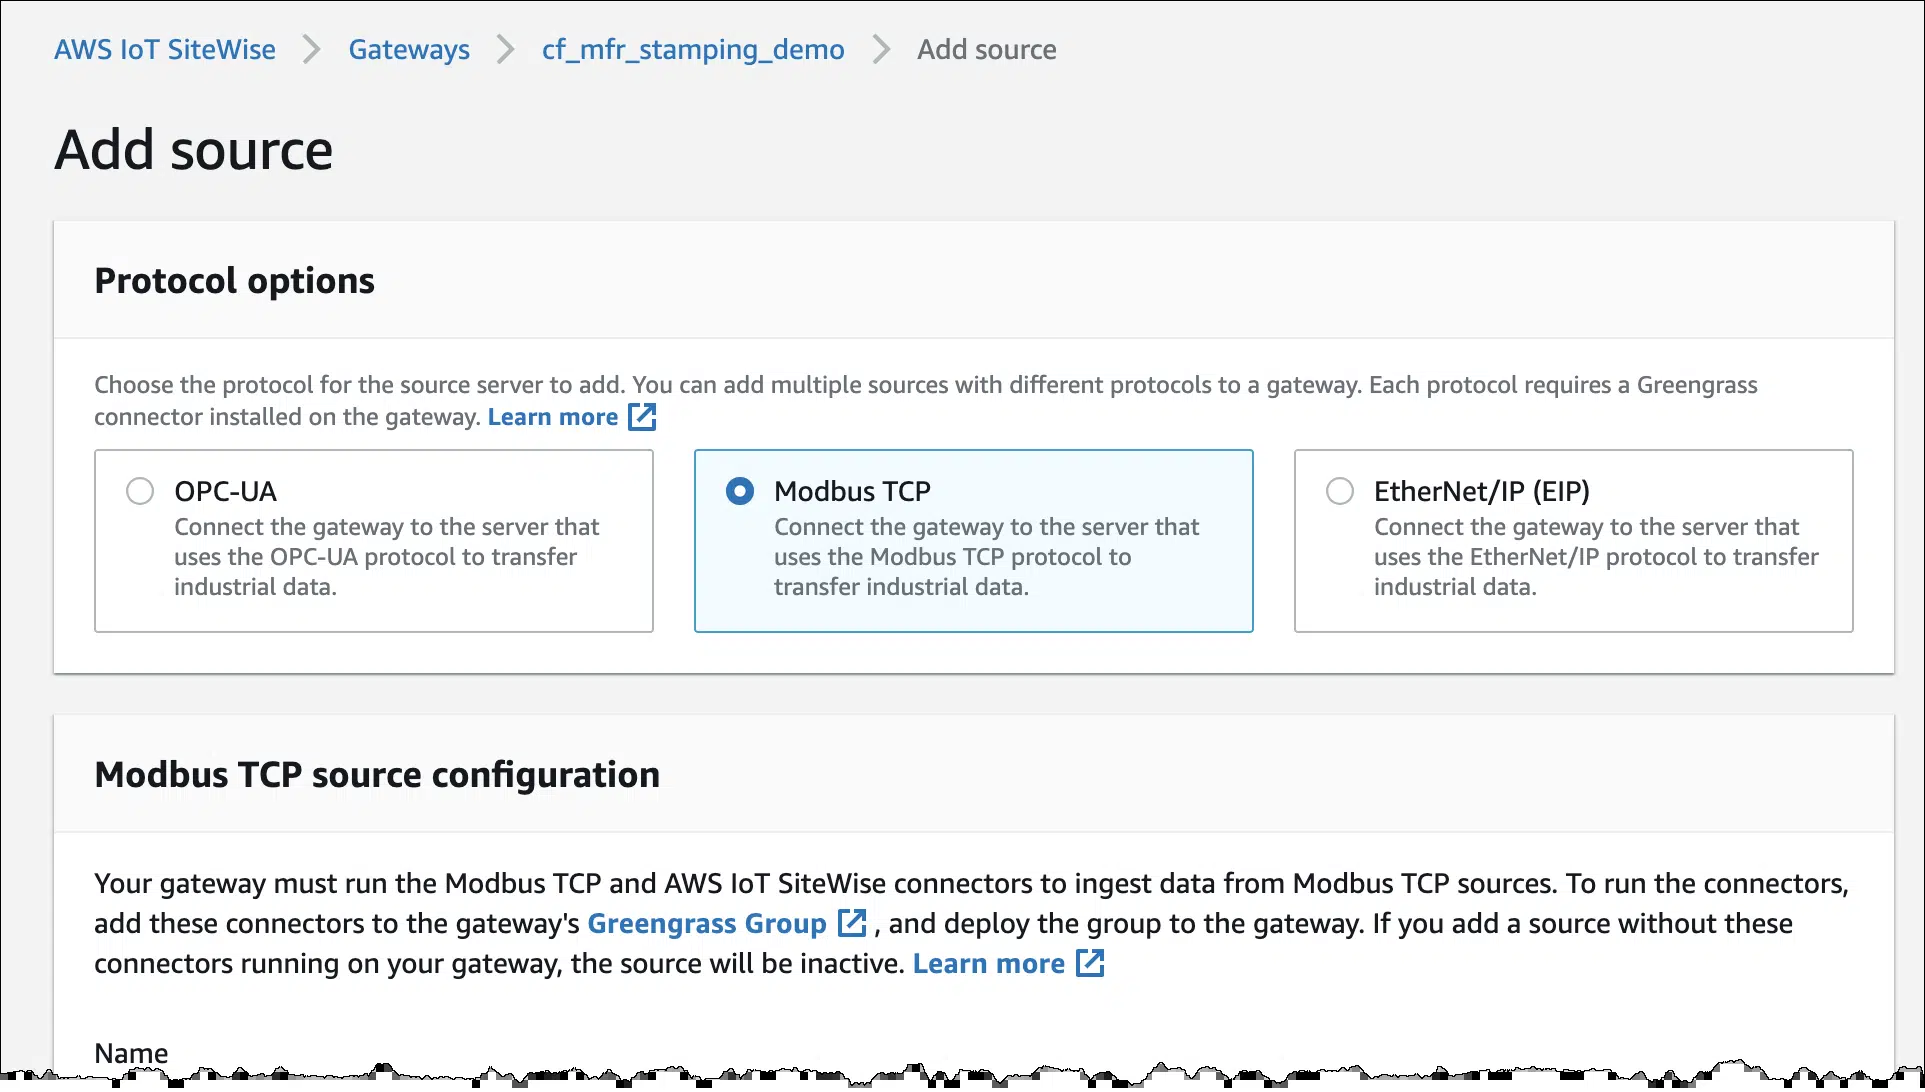 AWS IoT SiteWise > Gateways > cf_mfr_stamping_demo > Add source
Add source
Protocol options
Choose the protocol for the source server to add. You can add multiple sources with different protocols to a gateway. Each protocol requires a Greengrass
connector installed on the gateway. Learn more
OPC-UA
Connect the gateway to the server that
uses the OPC-UA protocol to transfer
industrial data.
Modbus TCP
Connect the gateway to the server that
uses the Modbus TCP protocol to
transfer industrial data.
EtherNet/IP (EIP)
Connect the gateway to the server that
uses the EtherNet/IP protocol to transfer
industrial data.
Modbus TCP source configuration
Your gateway must run the Modbus TCP and AWS IoT SiteWise connectors to ingest data from Modbus TCP sources. To run the connectors,
add these connectors to the gateway's Greengrass Group , and deploy the group to the gateway. If you add a source without these
connectors running on your gateway, the source will be inactive. Learn more
Name